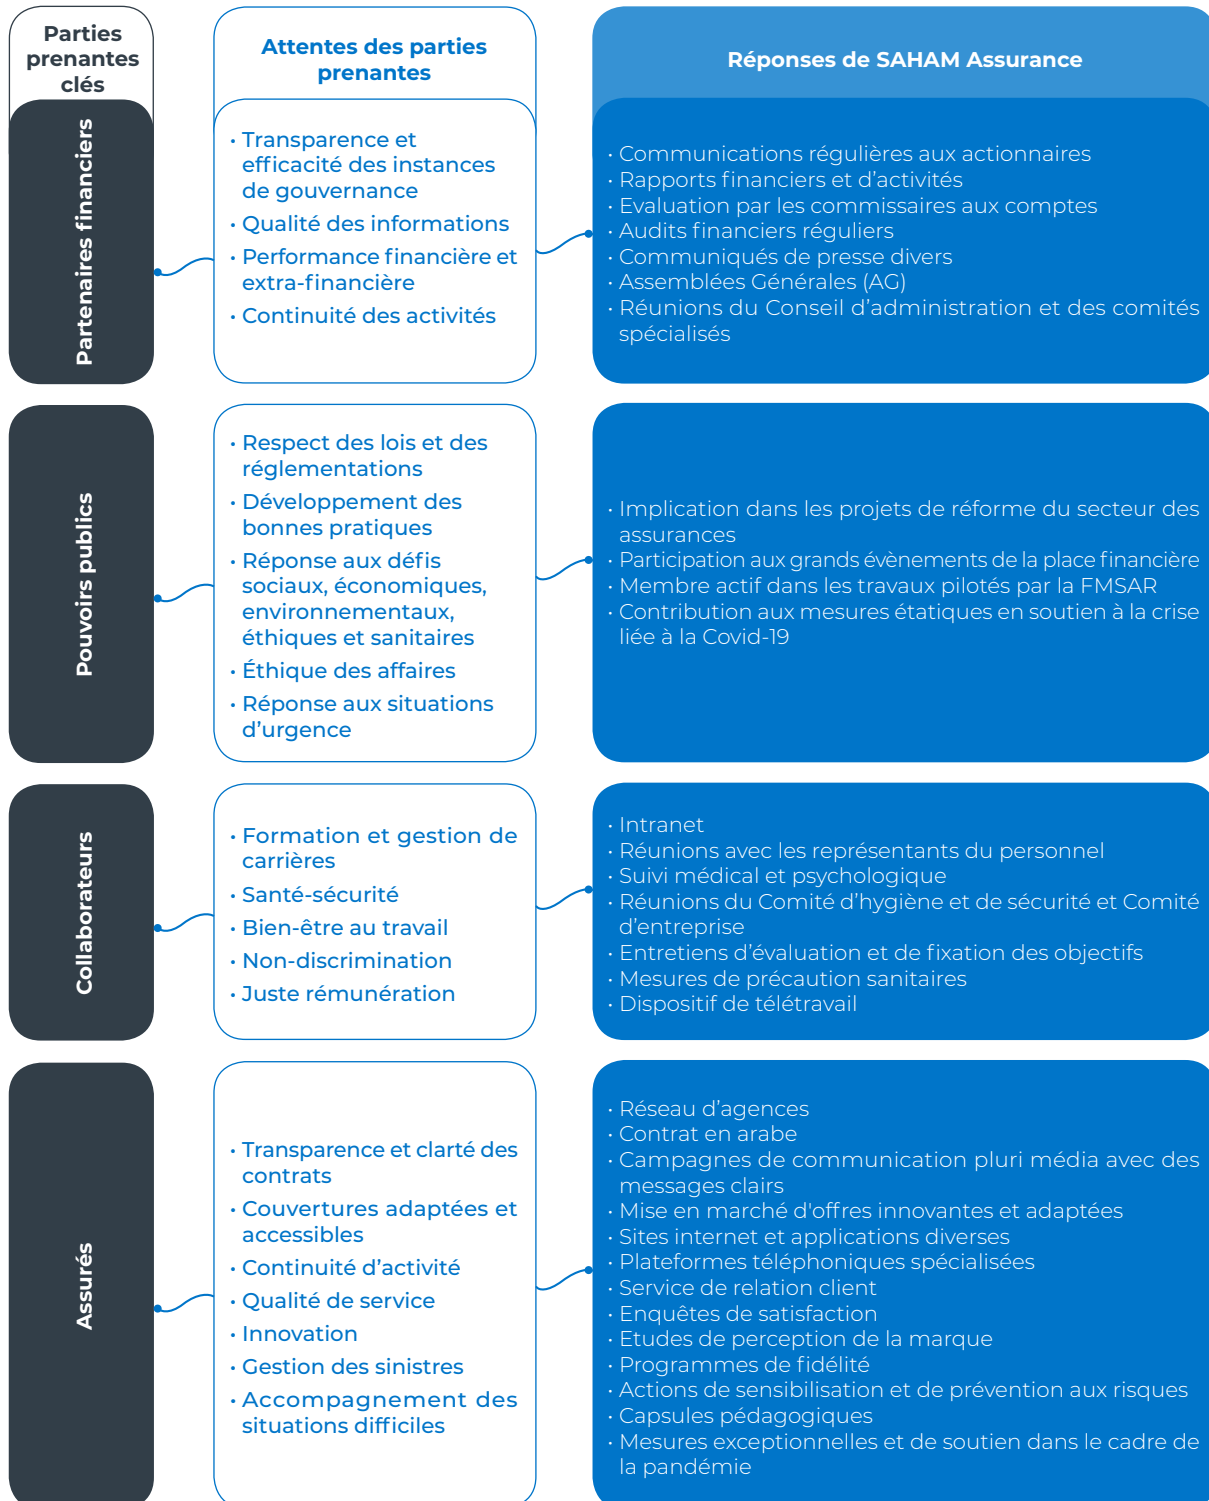 Parties
prenantes
clés
Attentes des parties
prenantes
Réponses de SAHAM Assurance
Partenaires financiers
• Transparence et
efficacité des instances
de gouvernance
• Qualité des informations
• Performance financière et
extra-financière
• Continuité des activités
• Communications régulières aux actionnaires
• Rapports financiers et d’activités
• Evaluation par les commissaires aux comptes
• Audits financiers réguliers
• Communiqués de presse divers
• Assemblées Générales (AG)
• Réunions du Conseil d’administration et des comités
spécialisés
Pouvoirs publics
• Respect des lois et des
réglementations
• Développement des
bonnes pratiques
• Réponse aux défis
sociaux, économiques,
environnementaux,
éthiques et sanitaires
• Éthique des affaires
• Réponse aux situations
d’urgence
• Implication dans les projets de réforme du secteur des
assurances
• Participation aux grands évènements de la place financière
• Membre actif dans les travaux pilotés par la FMSAR
• Contribution aux mesures étatiques en soutien à la crise
liée à la Covid-19
Collaborateurs
• Formation et gestion de
carrières
• Santé-sécurité
• Bien-être au travail
• Non-discrimination
• Juste rémunération
• Intranet
• Réunions avec les représentants du personnel
• Suivi médical et psychologique
• Réunions du Comité d’hygiène et de sécurité et Comité
d’entreprise
• Entretiens d’évaluation et de fixation des objectifs
• Mesures de précaution sanitaires
• Dispositif de télétravail
Assurés
• Transparence et clarté des
contrats
• Couvertures adaptées et
accessibles
• Continuité d’activité
• Qualité de service
• Innovation
• Gestion des sinistres
• Accompagnement des
situations difficiles
• Réseau d’agences
• Contrat en arabe
• Campagnes de communication pluri média avec des
messages clairs
• Mise en marché d'offres innovantes et adaptées
• Sites internet et applications diverses
• Plateformes téléphoniques spécialisées
• Service de relation client
• Enquêtes de satisfaction
• Etudes de perception de la marque
• Programmes de fidélité
• Actions de sensibilisation et de prévention aux risques
• Capsules pédagogiques
• Mesures exceptionnelles et de soutien dans le cadre de
la pandémie